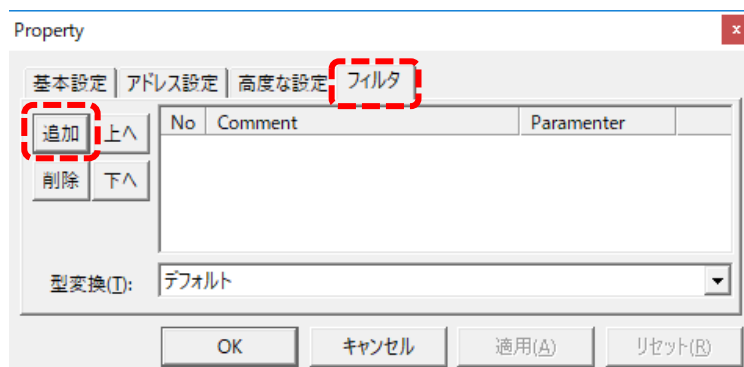 Property x
基本設定 アドレス設定 高度な設定 フィルタ
追加 上へ No Comment Paramenter
削除 下へ
型変換(T): デフォルト
OK キャンセル 適用(A) リセット(R)